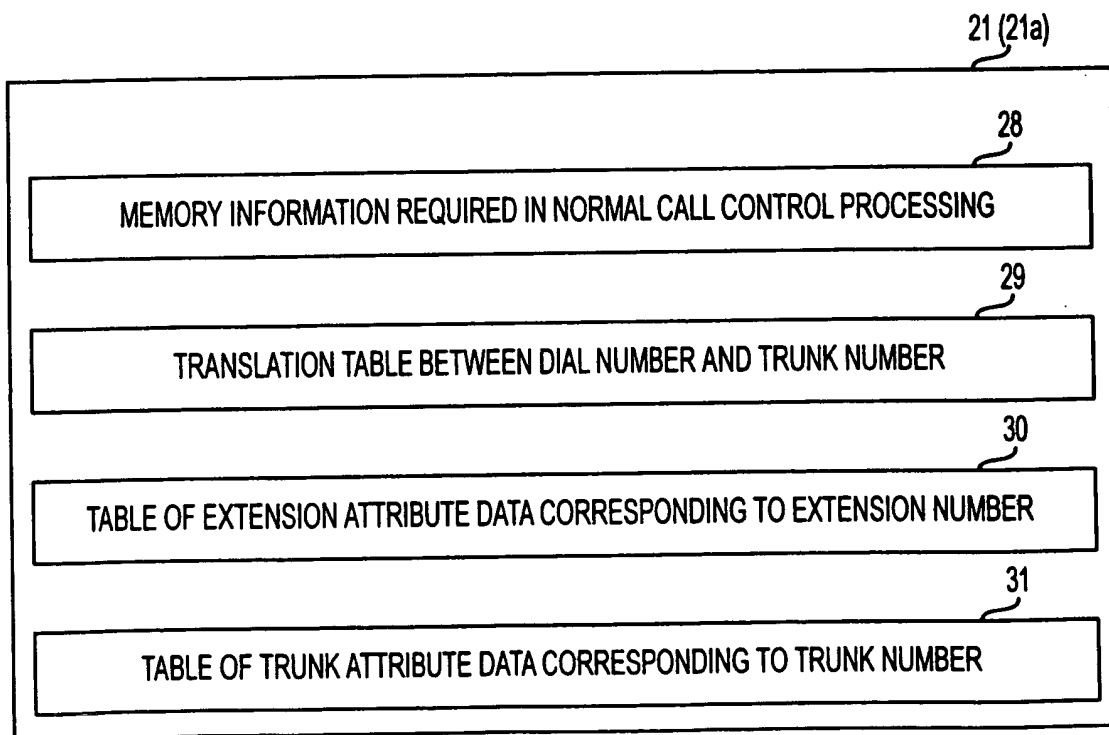 21 (21a)
28
MEMORY INFORMATION REQUIRED IN NORMAL CALL CONTROL PROCESSING
29
TRANSLATION TABLE BETWEEN DIAL NUMBER AND TRUNK NUMBER
30
TABLE OF EXTENSION ATTRIBUTE DATA CORRESPONDING TO EXTENSION NUMBER
31
TABLE OF TRUNK ATTRIBUTE DATA CORRESPONDING TO TRUNK NUMBER